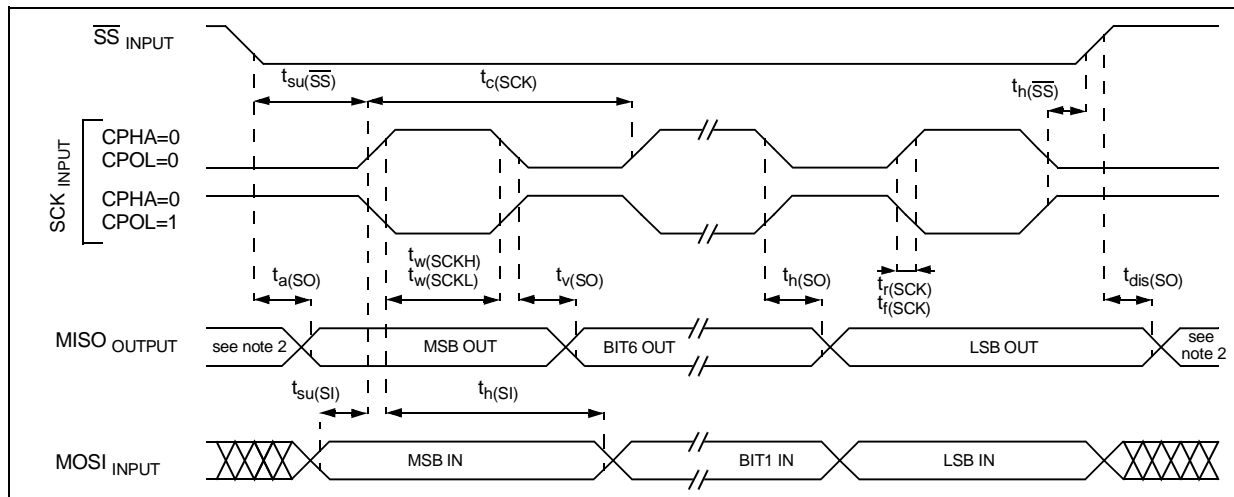 SS INPUT
tsu(SS)
tc(SCK)
th(SS)
SCK INPUT
CPHA=0
CPOL=0
CPHA=0
CPOL=1
ta(SO)
tw(SCKH)
tw(SCKL)
tv(SO)
th(SO)
tr(SCK)
tf(SCK)
tdis(SO)
MISO OUTPUT
see note 2
MSB OUT
BIT6 OUT
LSB OUT
see
note 2
tsu(SI)
th(SI)
MOSI INPUT
MSB IN
BIT1 IN
LSB IN